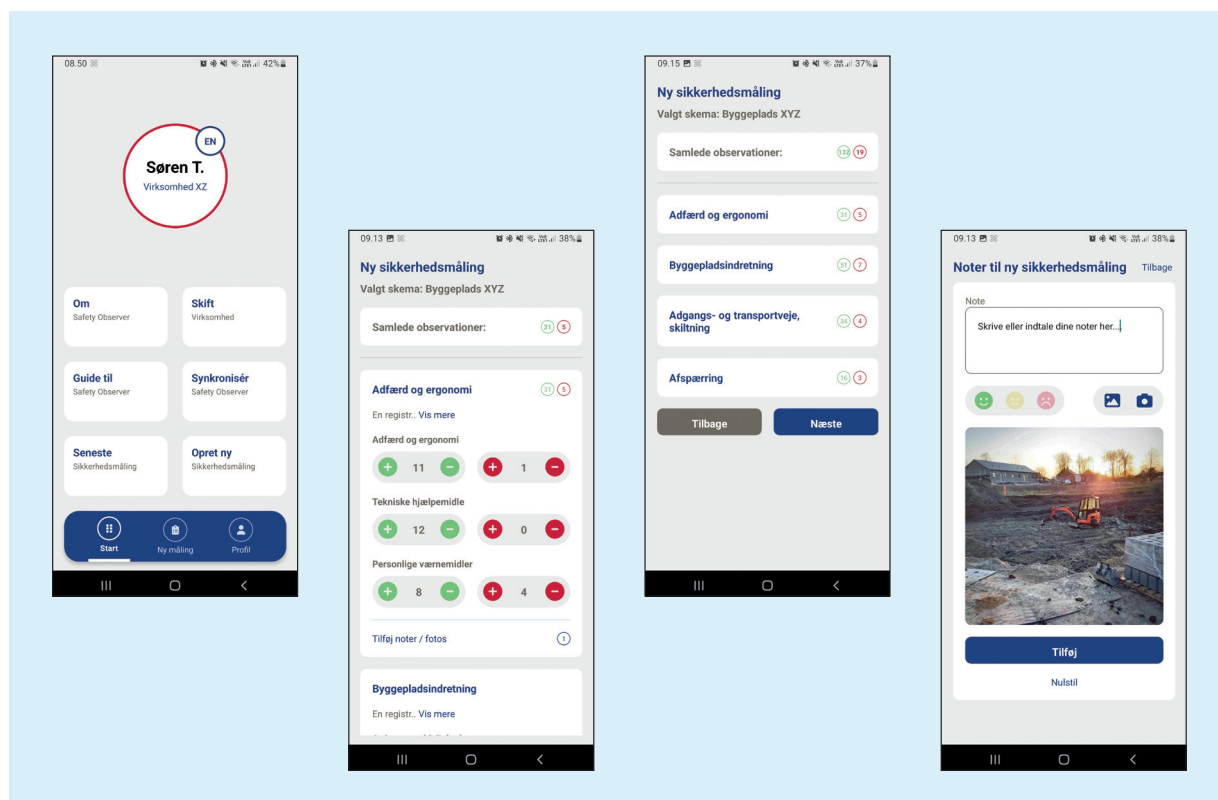 08.50
42%
EN
Søren T.
Virksomhed XZ
Om
Safety Observer
Skift
Virksomhed
Guide til
Safety Observer
Synkronisér
Safety Observer
Seneste
Sikkerhedsmåling
Opret ny
Sikkerhedsmåling
Start
Ny måling
Profil
09.13
38%
Ny sikkerhedsmåling
Valgt skema: Byggeplads XYZ
Samlede observationer:
31 5
Adfærd og ergonomi
31 5
En registr.. Vis mere
Adfærd og ergonomi
+ 11 − + 1 −
Tekniske hjælpemidle
+ 12 − + 0 −
Personlige værnemidler
+ 8 − + 4 −
Tilføj noter / fotos
1
Byggepladsindretning
En registr.. Vis mere
09.15
37%
Ny sikkerhedsmåling
Valgt skema: Byggeplads XYZ
Samlede observationer:
132 19
Adfærd og ergonomi
31 5
Byggepladsindretning
51 7
Adgangs- og transportveje,
skiltning
34 4
Afspærring
16 3
Tilbage
Næste
09.13
38%
Noter til ny sikkerhedsmåling
Tilbage
Note
Skrive eller indtale dine noter her...
Tilføj
Nulstil